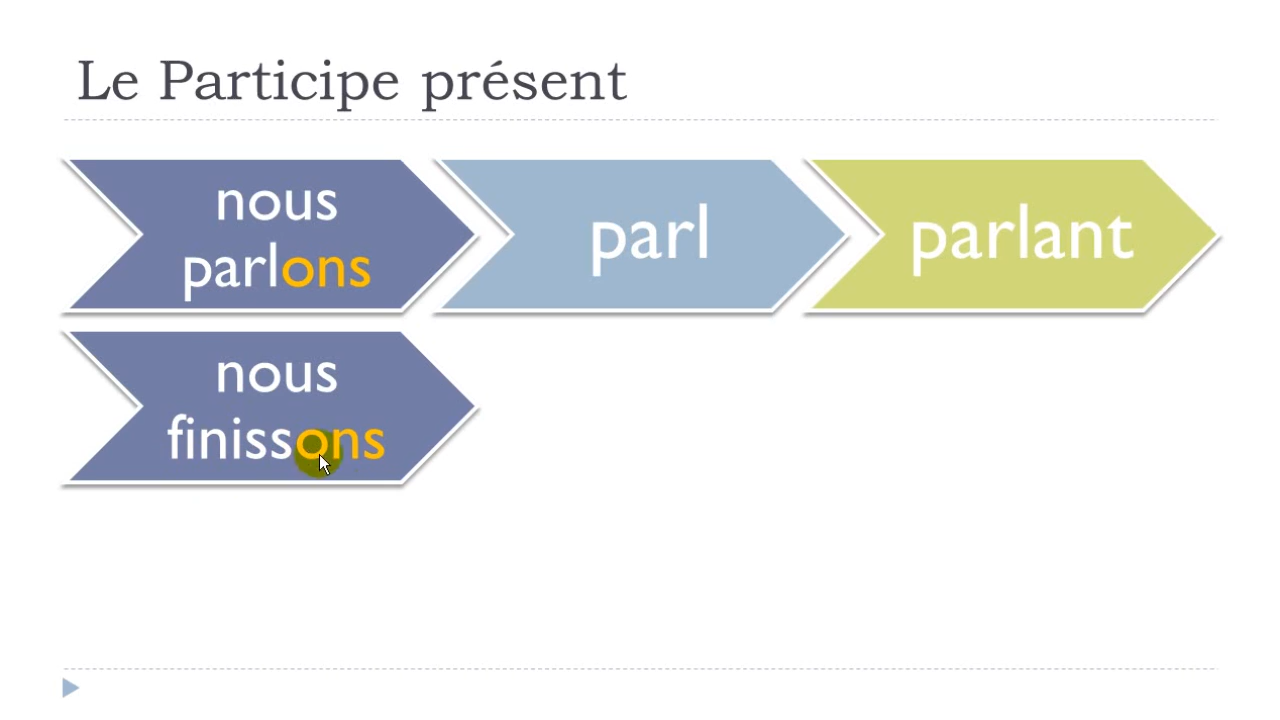 Le Participe présent
nous
parlons
parl
parlant
nous
finissons